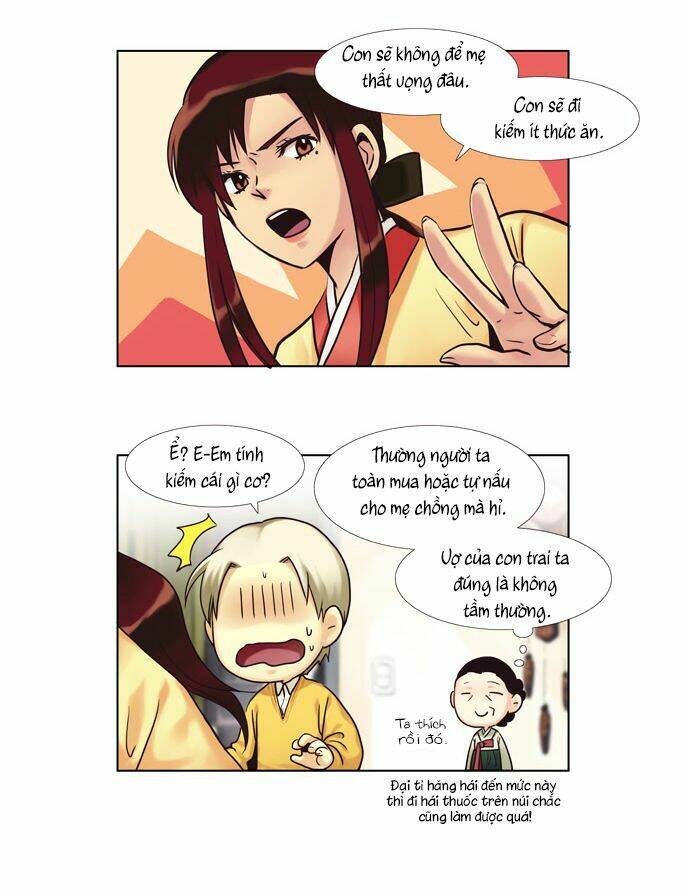 Con sẽ không để mẹ
thất vọng đâu.
Con sẽ đi
kiếm ít thức ăn.
Ể? E-Em tính
kiếm cái gì cơ?
Thường người ta
toàn mua hoặc tự nấu
cho mẹ chồng mà hỉ.
Vợ của con trai ta
đúng là không
tầm thường.
Ta thích
rồi đó.
Đại tỉ hăng hái đến mức này
thì đi hái thuốc trên núi chắc
cũng làm được quá!